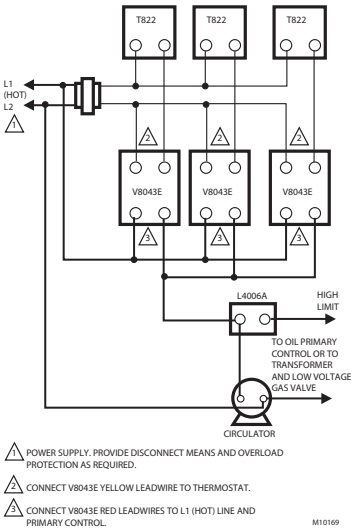 T822 T822 T822
L1
(HOT)
L2
1
2 2 2
V8043E V8043E V8043E
3 3 3
L4006A
HIGH
LIMIT
TO OIL PRIMARY
CONTROL OR TO
TRANSFORMER
AND LOW VOLTAGE
GAS VALVE
CIRCULATOR
1 POWER SUPPLY. PROVIDE DISCONNECT MEANS AND OVERLOAD
PROTECTION AS REQUIRED.
2 CONNECT V8043E YELLOW LEADWIRE TO THERMOSTAT.
3 CONNECT V8043E RED LEADWIRES TO L1 (HOT) LINE AND
PRIMARY CONTROL.
M10169